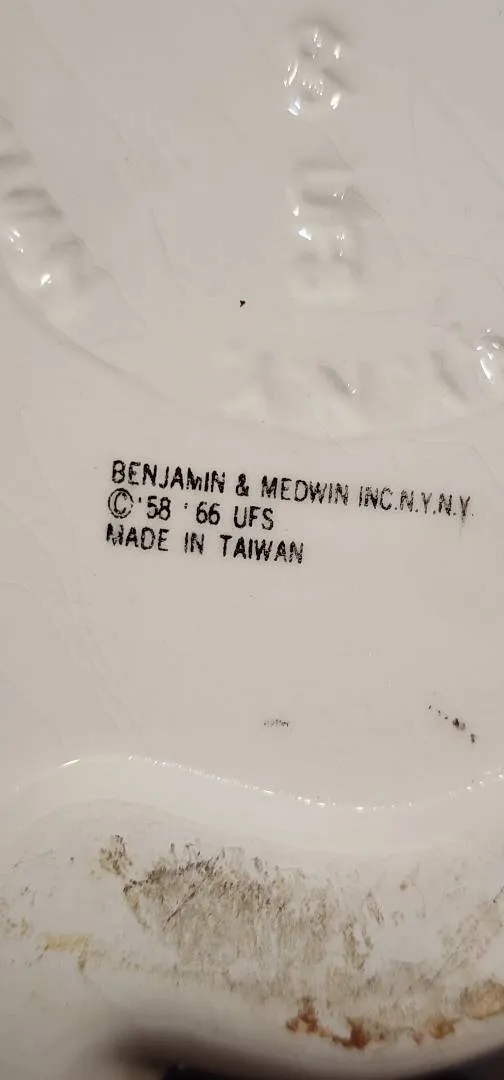 BENJAMIN & MEDWIN INC.N.Y.N.Y.
© '58 '66 UFS
MADE IN TAIWAN